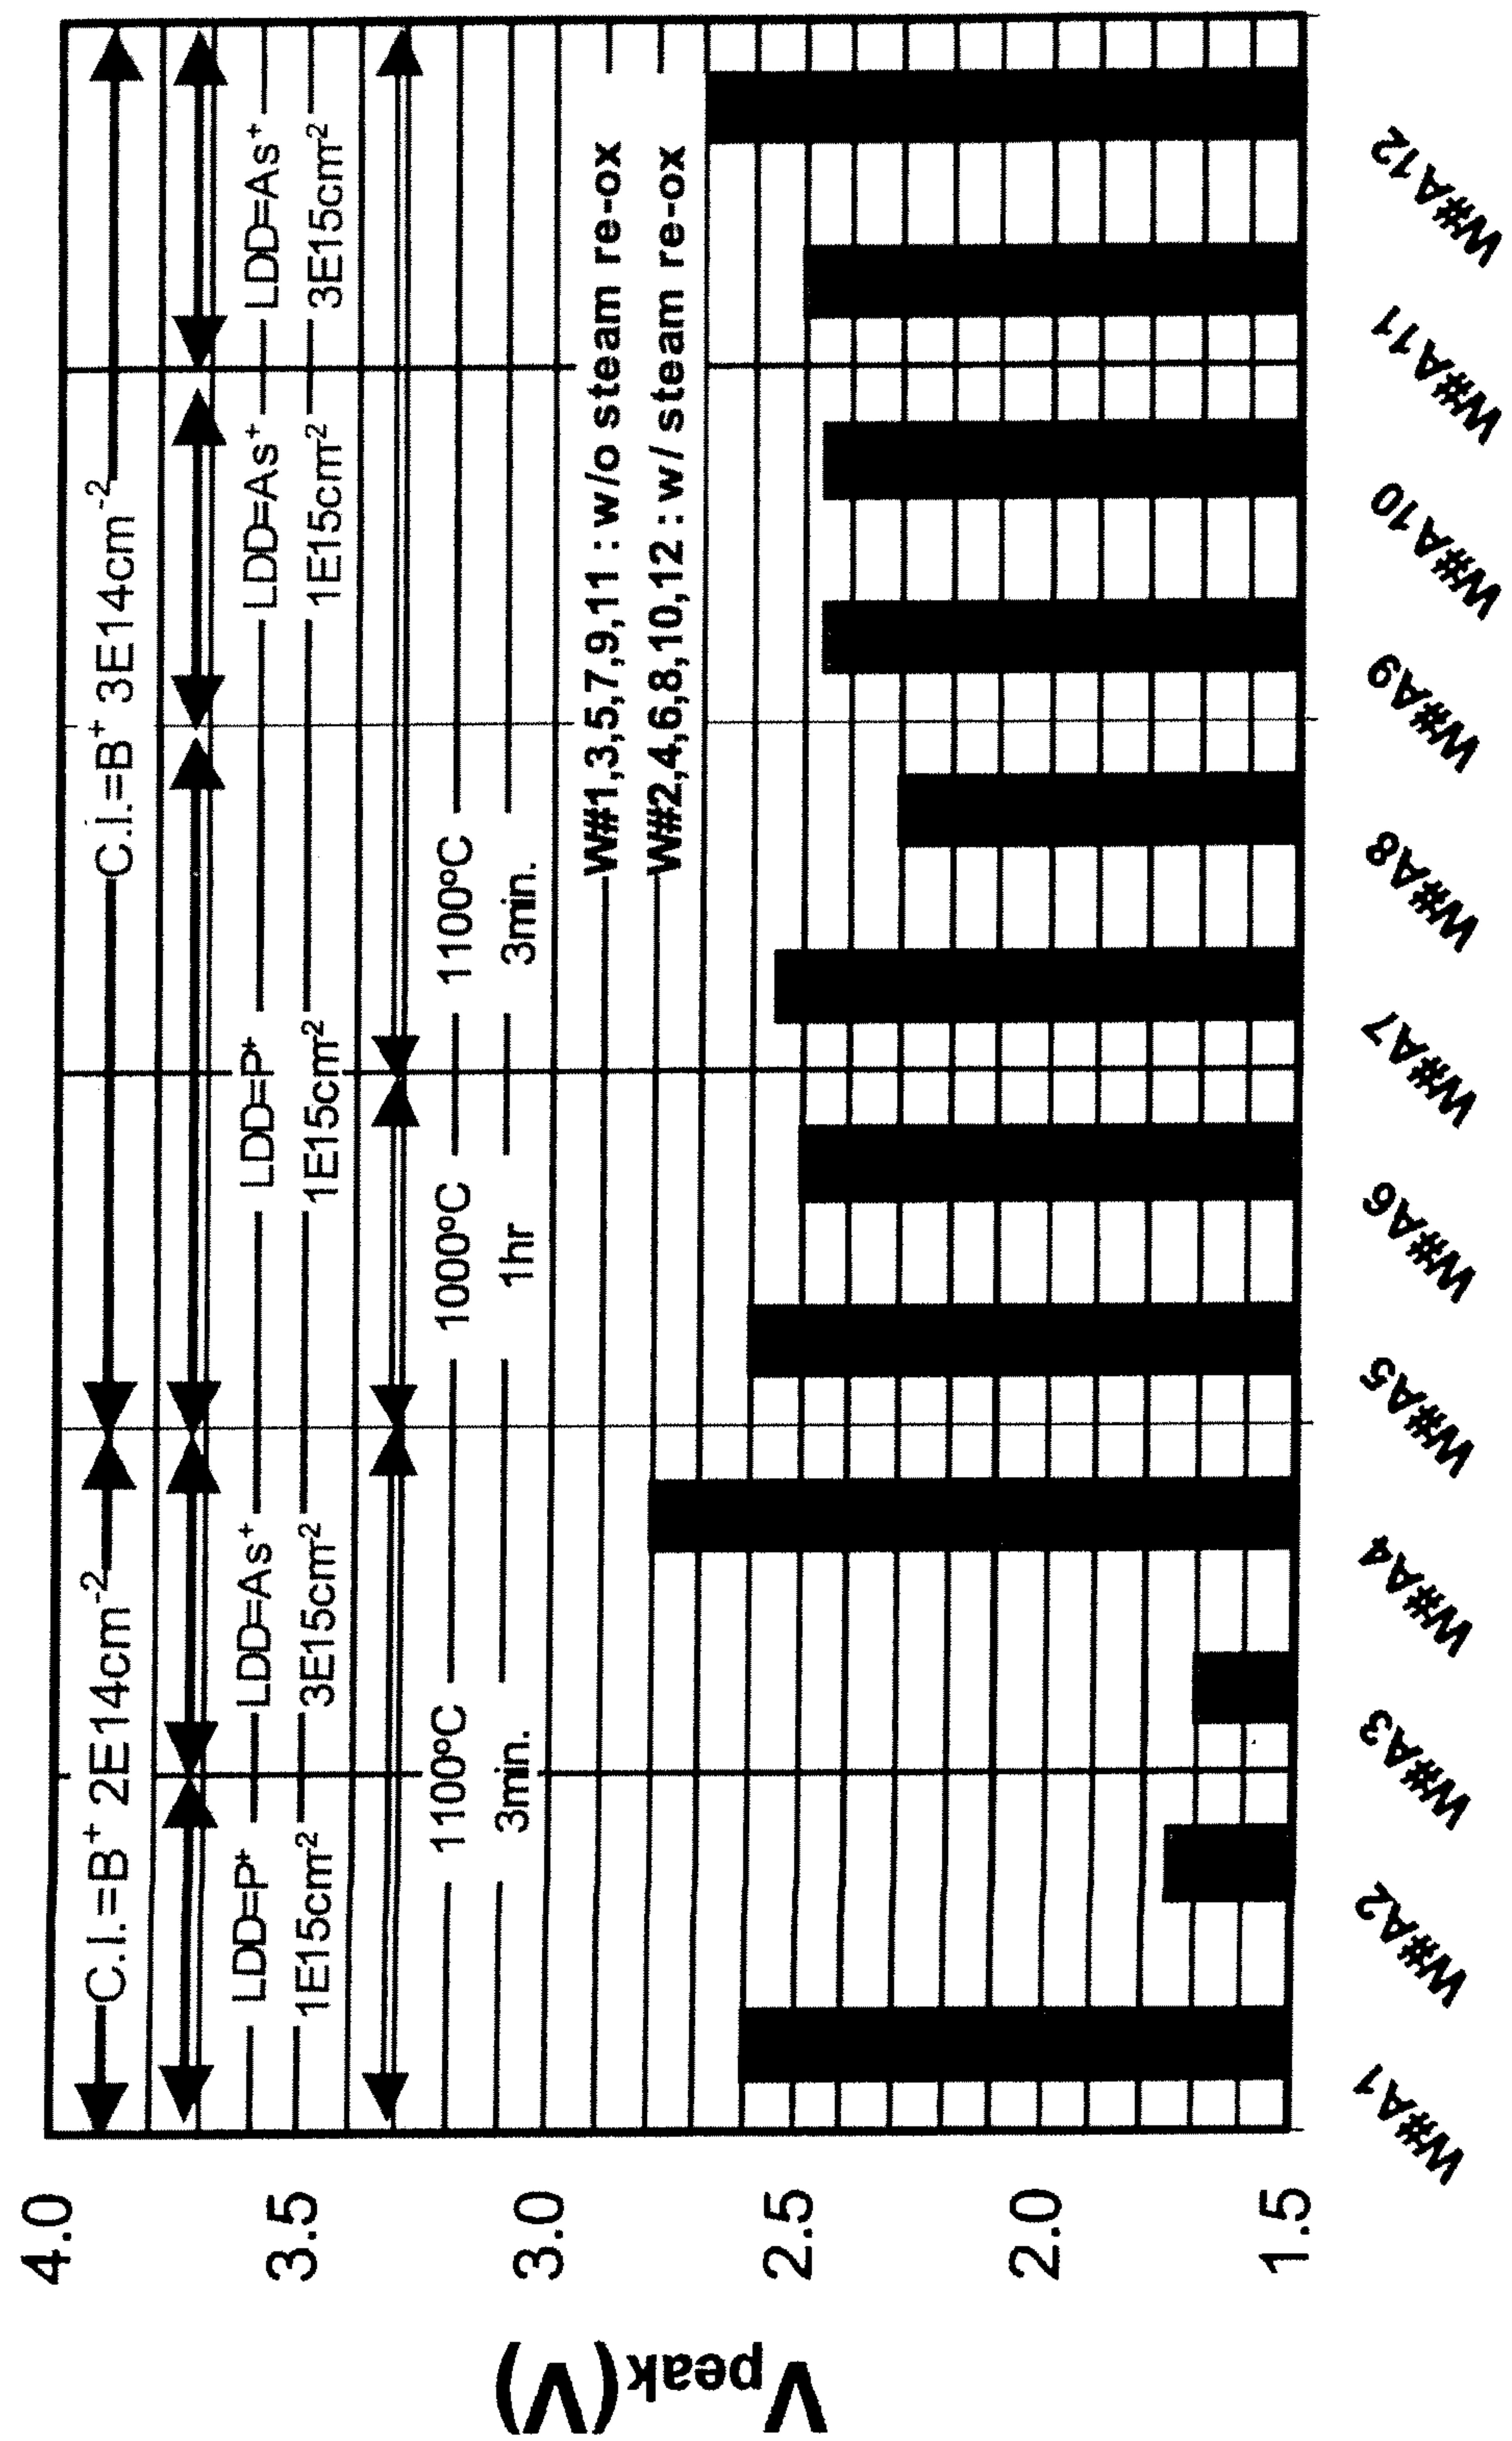 4.0
3.5
3.0
2.5
2.0
1.5
Vpeak(V)
C.I.=B+ 2E14cm-2
C.I.=B+ 3E14cm-2
LDD=P+
LDD=As+
LDD=P+
LDD=As+
LDD=As+
1E15cm2
3E15cm2
1E15cm2
1E15cm2
3E15cm2
1100ºC
1000ºC
1100ºC
3min.
1hr
3min.
W#1,3,5,7,9,11 : w/o steam re-ox
W#2,4,6,8,10,12 : w/ steam re-ox
W#A1
W#A2
W#A3
W#A4
W#A5
W#A6
W#A7
W#A8
W#A9
W#A10
W#A11
W#A12